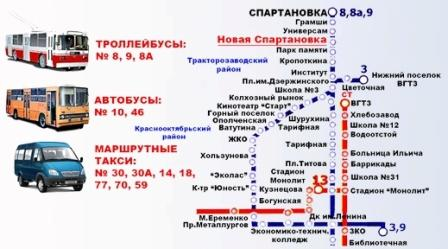 ТРОЛЛЕЙБУСЫ:
№ 8, 9, 8А
АВТОБУСЫ:
№ 10, 46
МАРШРУТНЫЕ
ТАКСИ:
№ 30, 30А, 14, 18,
77, 70, 59
СПАРТАНОВКА
8,8а,9
Грамши
Универсам
Новая Спартановка
Парк памяти
Кропоткина
Тракторозаводский
район
Институт
3
Нижний поселок
ВГТЗ
Пл.им.Дзержинского
Цветочная
Школа №3
СТ
ВГТЗ
Колхозный рынок
Кинотеатр "Старт"
Горный поселок
Ополченская
Ватутина
Краснооктябрьский
район
Шурухина
Тарифная
Хлебозавод
Школа №12
Водоотстой
ЖКО
Тарифная
Хользунова
Больница Ильича
Пл.Титова
Баррикады
"Эколас"
Стадион
Монолит
Школа №31
К-тр "Юность"
Кузнецова
13
Стадион "Монолит"
Богунская
М.Еременко
Дк им.Ленина
Пр.Металлургов
3,9
Экономико-технич.
колледж
ЗКО
Библиотечная